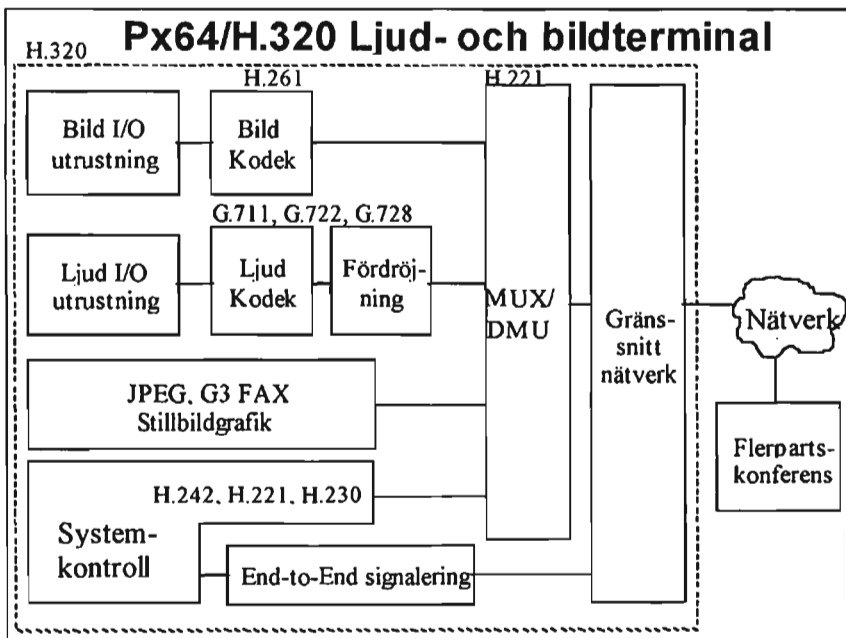 Px64/H.320 Ljud- och bildterminal
H.320
H.261
H.221
Bild I/O
utrustning
Bild
Kodek
G.711, G.722, G.728
Ljud I/O
utrustning
Ljud
Kodek
Fördröj-
ning
MUX/
DMU
Gräns-
snitt
nätverk
Nätverk
JPEG, G3 FAX
Stillbildgrafik
Flerparts-
konferens
H.242, H.221, H.230
System-
kontroll
End-to-End signalering